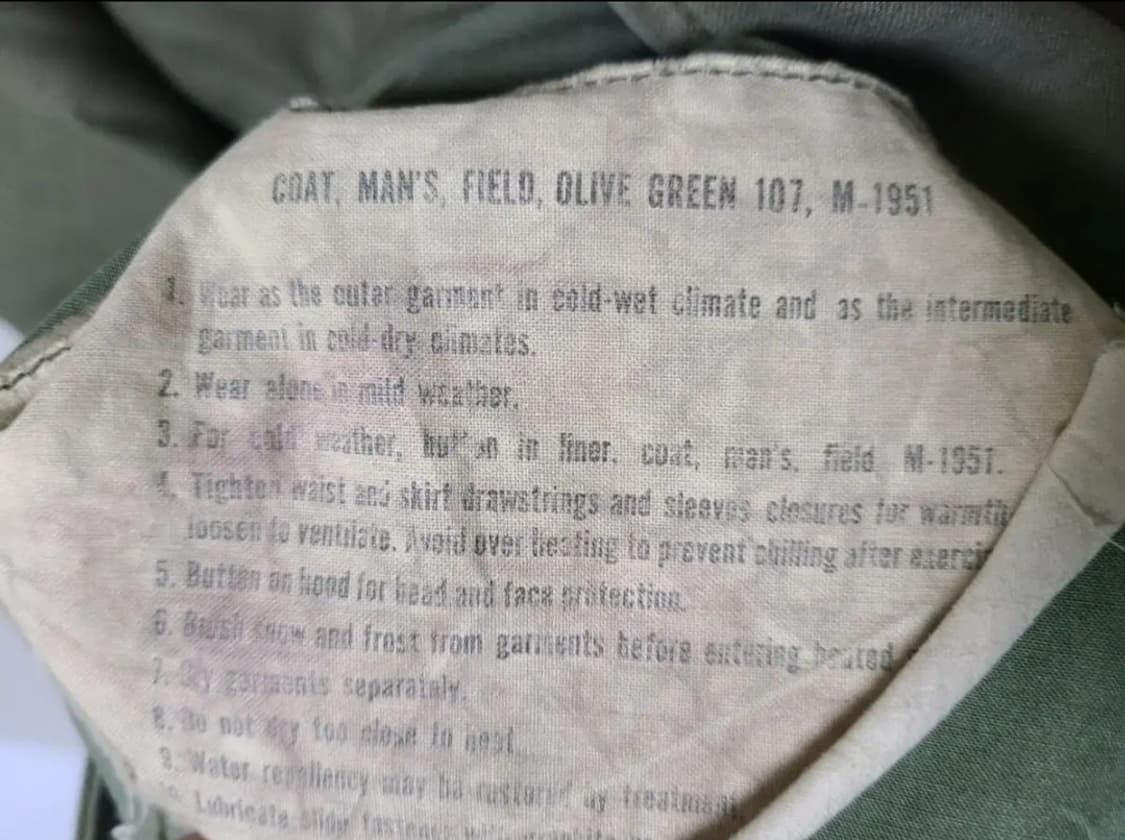 COAT, MAN'S, FIELD, OLIVE GREEN 107, M-1951
1. Wear as the outer garment in cold-wet climate and as the intermediate
garment in cold-dry climates.
2. Wear alone in mild weather.
3. For cold weather, button in liner, coat, man's, field M-1951.
4. Tighten waist and skirt drawstrings and sleeves closures for warmth
loosen to ventilate. Avoid over heating to prevent chilling after
5. Button on hood for head and face protection.
6. Brush snow and frost from garments before entering heated
7. Dry garments separately.
8. Do not dry too close to heat.
9. Water repellency may be restored by
10. Lubricate slide fasteners with